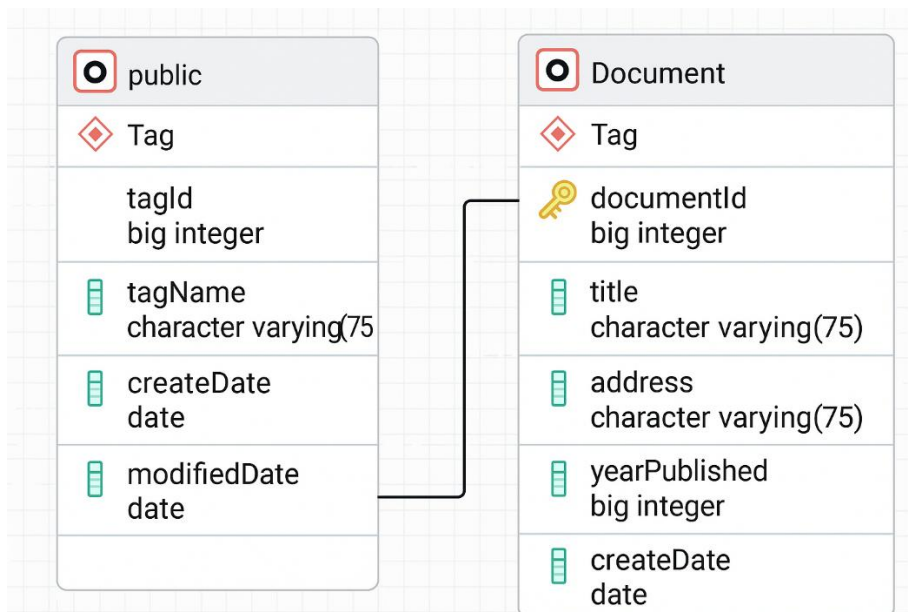 public
Tag
tagId
big integer
tagName
character varying(75
createDate
date
modifiedDate
date
Document
Tag
documentId
big integer
title
character varying(75)
address
character varying(75)
yearPublished
big integer
createDate
date